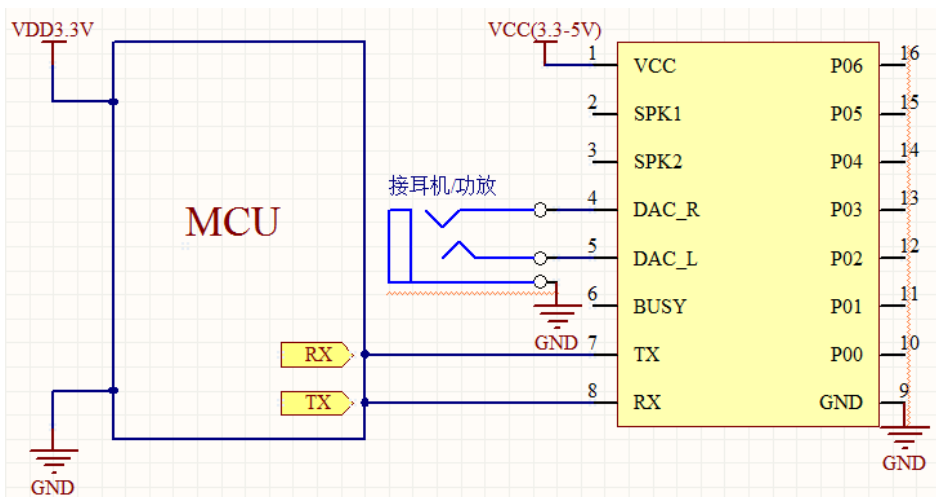 VDD3.3V
VCC(3.3-5V)
MCU
RX
TX
GND
接耳机/功放
GND
1 VCC P06 16
2 SPK1 P05 15
3 SPK2 P04 14
4 DAC_R P03 13
5 DAC_L P02 12
6 BUSY P01 11
7 TX P00 10
8 RX GND 9
GND